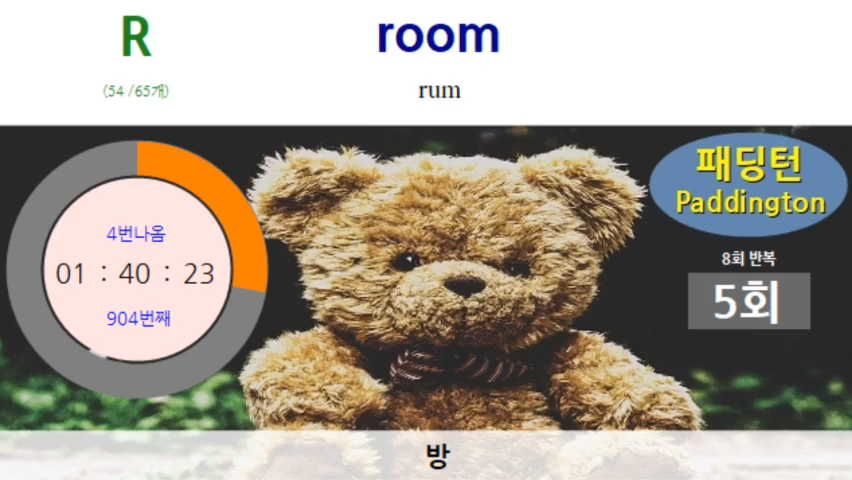 R
(54 /65개)
room
rum
패딩턴
Paddington
4번나옴
01 : 40 : 23
904번째
8회 반복
5회
방